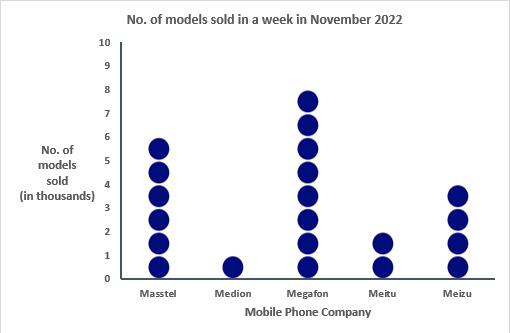 No. of models sold in a week in November 2022
10
9
8
7
6
5
4
3
2
1
0
No. of
models
sold
(in thousands)
Masstel Medion Megafon Meitu Meizu
Mobile Phone Company